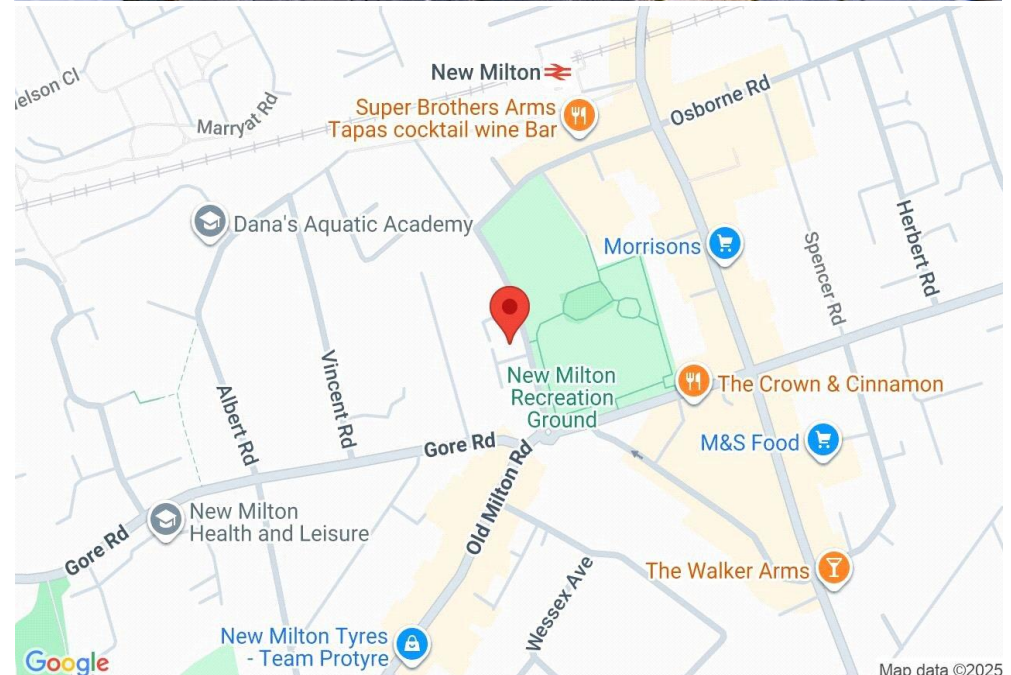 New Milton
elson Cl
Osborne Rd
Super Brothers Arms
Tapas cocktail wine Bar
Marryat Rd
Dana's Aquatic Academy
Herbert Rd
Morrisons
Spencer Rd
Vincent Rd
New Milton
Recreation
Ground
The Crown & Cinnamon
Albert Rd
Gore Rd
M&S Food
Old Milton Rd
New Milton
Health and Leisure
Gore Rd
The Walker Arms
Wessex Ave
New Milton Tyres
- Team Protyre
Google
Map data ©2025